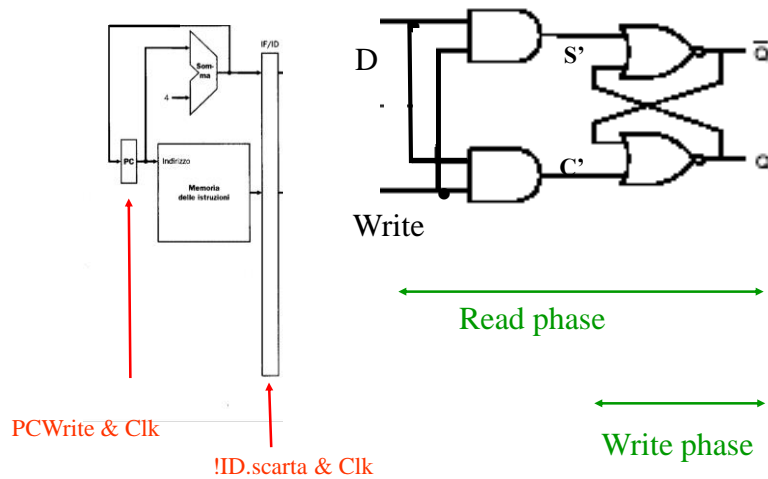 IF/ID
Som-
ma
4
PC
Indirizzo
Memoria
delle istruzioni
PCWrite & Clk
!ID.scarta & Clk
D
S’
Q
C’
Q
Write
Read phase
Write phase